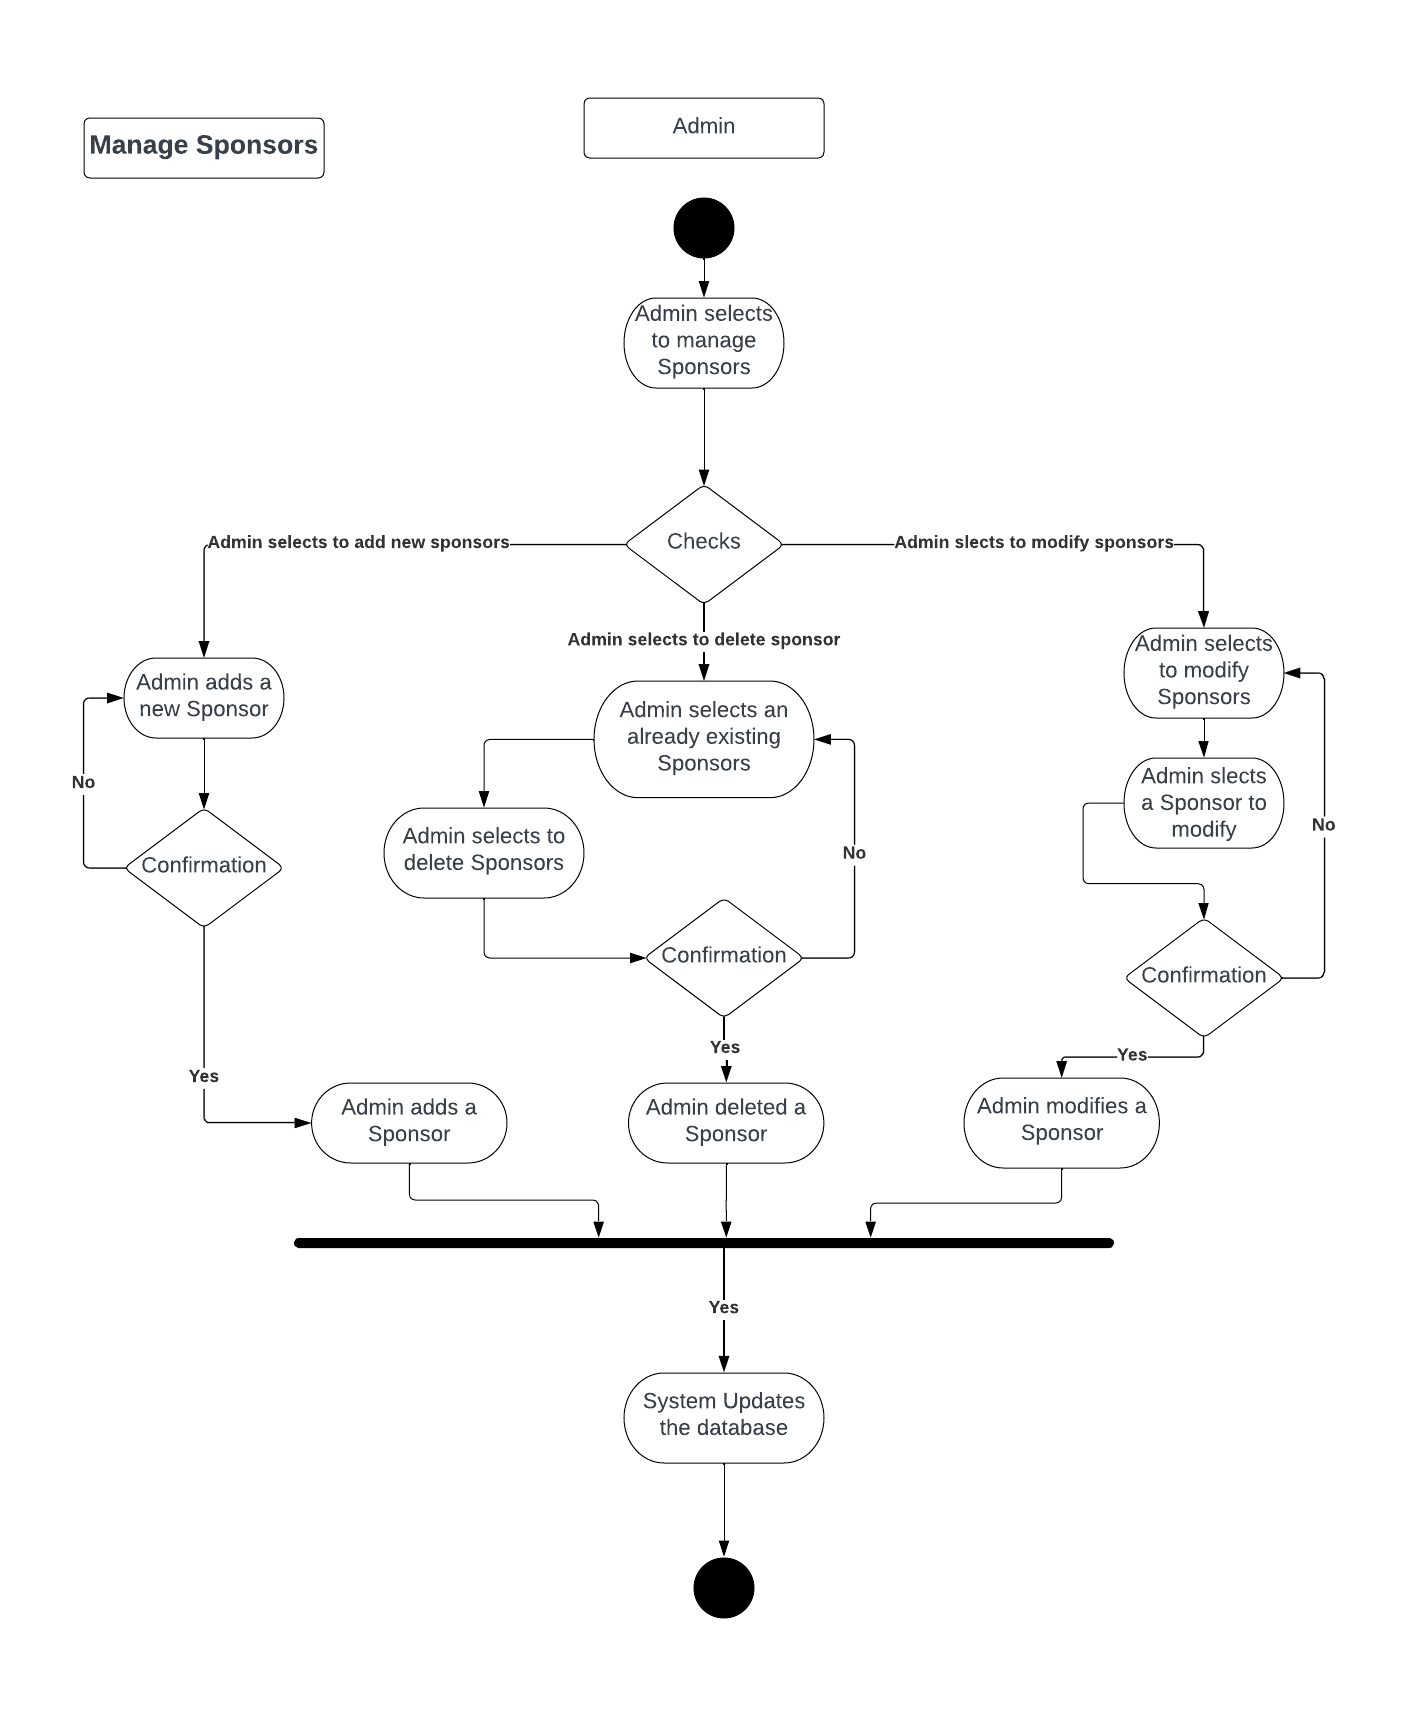 Admin
Manage Sponsors
Admin selects
to manage
Sponsors
Checks
Admin selects to add new sponsors
Admin slects to modify sponsors
Admin selects to delete sponsor
Admin selects
to modify
Sponsors
Admin adds a
new Sponsor
Admin selects an
already existing
Sponsors
No
Admin slects
a Sponsor to
modify
No
Admin selects to
delete Sponsors
No
Confirmation
Confirmation
Confirmation
Yes
Yes
Yes
Admin adds a
Sponsor
Admin deleted a
Sponsor
Admin modifies a
Sponsor
Yes
System Updates
the database